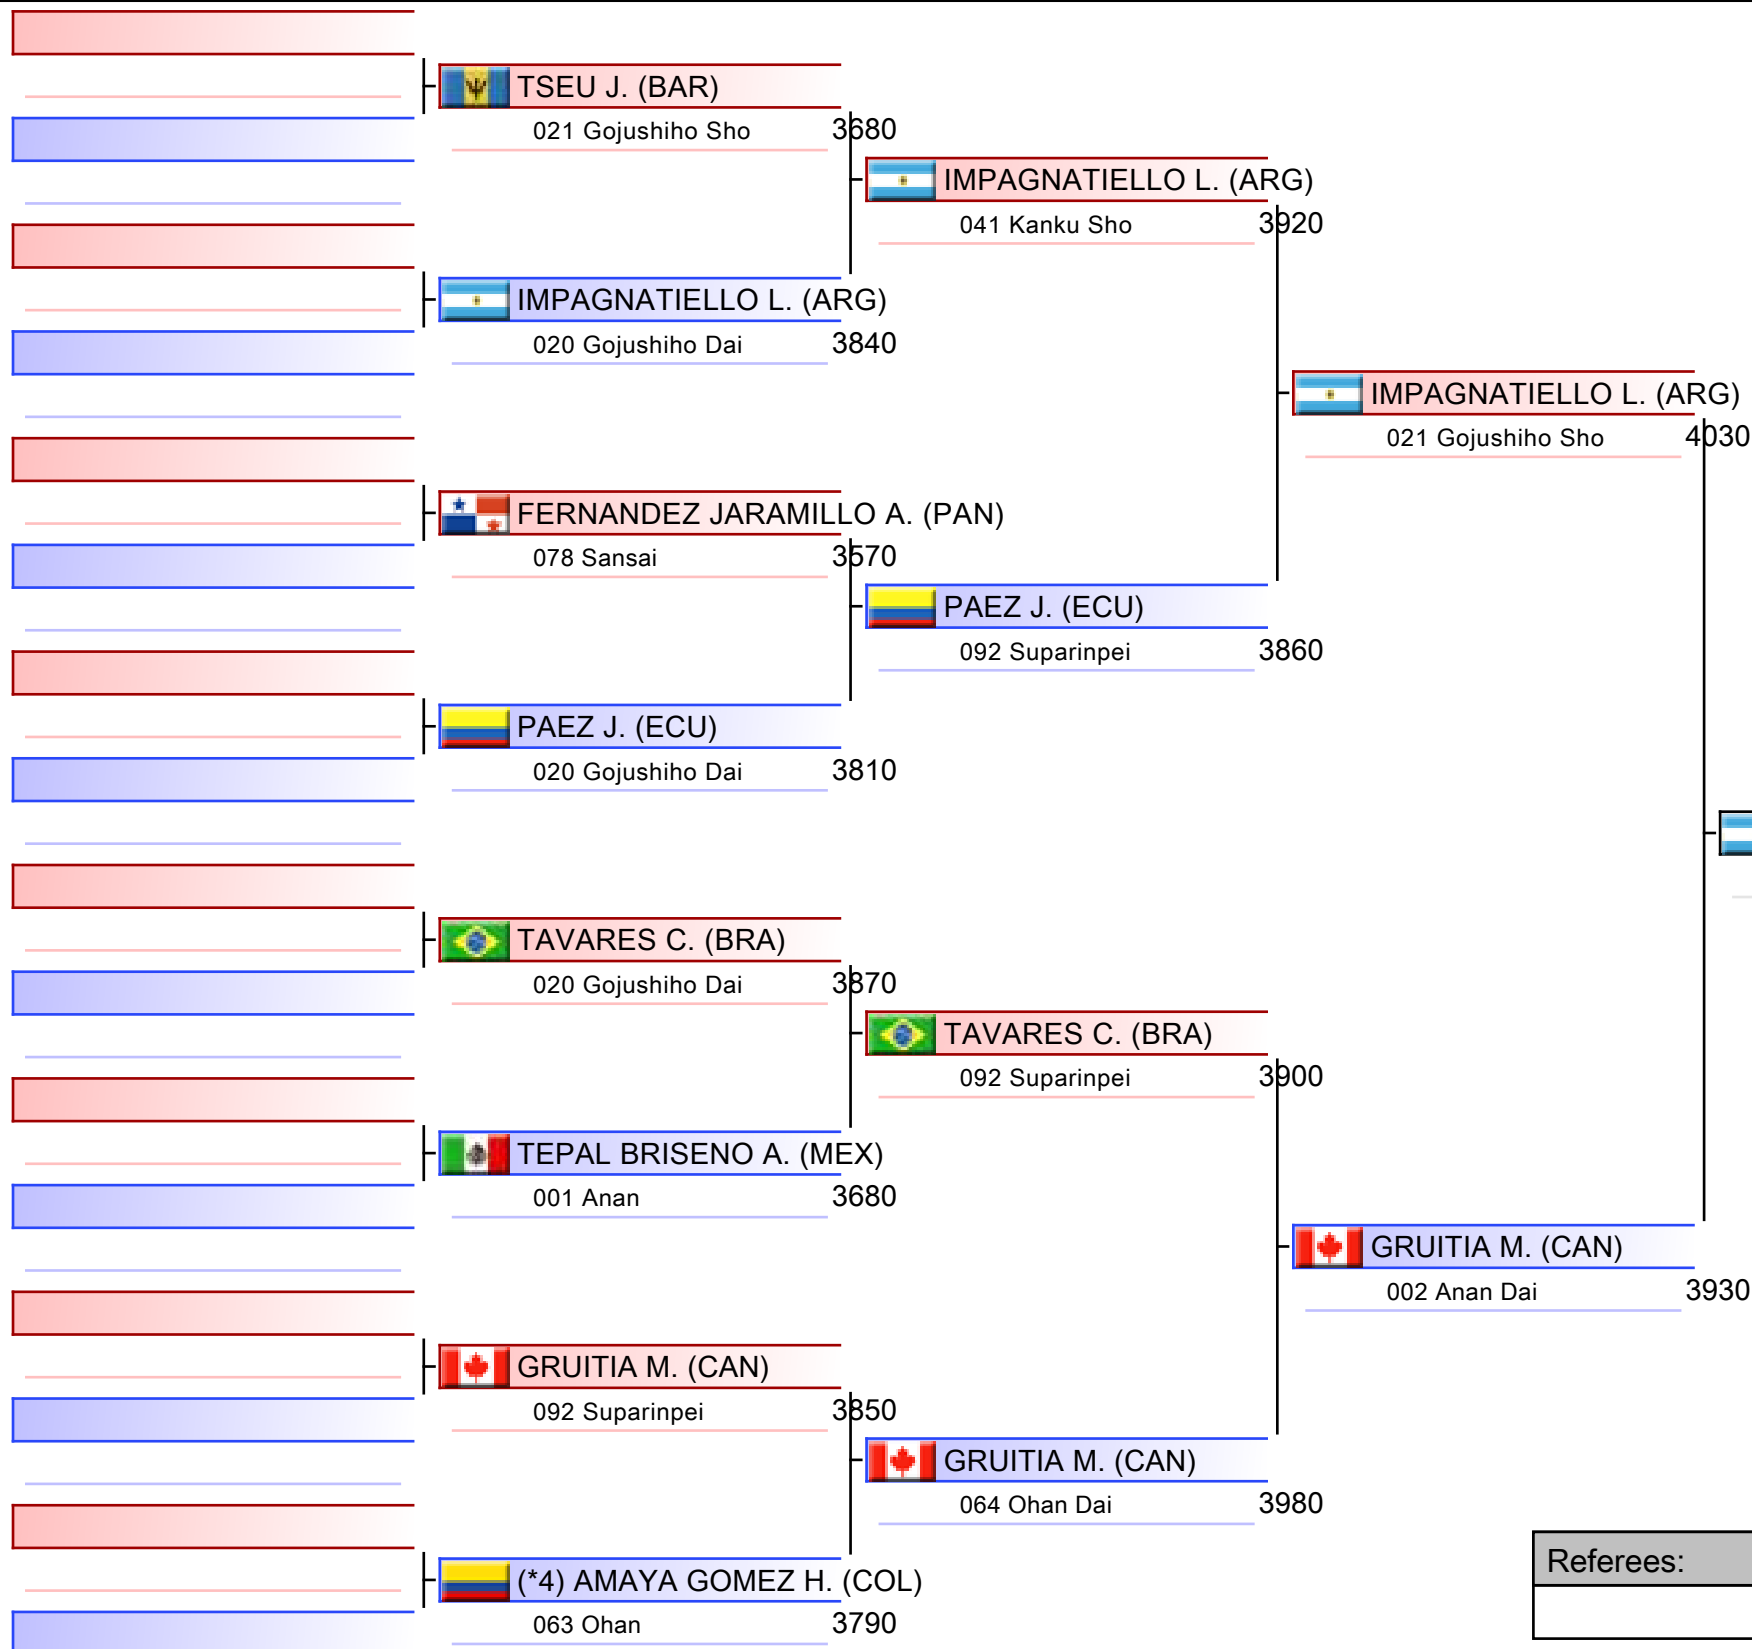 TSEU J. (BAR)
021 Gojushiho Sho 3680
IMPAGNATIELLO L. (ARG)
041 Kanku Sho 3920
IMPAGNATIELLO L. (ARG)
020 Gojushiho Dai 3840
IMPAGNATIELLO L. (ARG)
021 Gojushiho Sho 4030
FERNANDEZ JARAMILLO A. (PAN)
078 Sansai 3570
PAEZ J. (ECU)
092 Suparinpei 3860
PAEZ J. (ECU)
020 Gojushiho Dai 3810
TAVARES C. (BRA)
020 Gojushiho Dai 3870
TAVARES C. (BRA)
092 Suparinpei 3900
TEPAL BRISENO A. (MEX)
001 Anan 3680
GRUITIA M. (CAN)
002 Anan Dai 3930
GRUITIA M. (CAN)
092 Suparinpei 3850
GRUITIA M. (CAN)
064 Ohan Dai 3980
Referees:
(*4) AMAYA GOMEZ H. (COL)
063 Ohan 3790